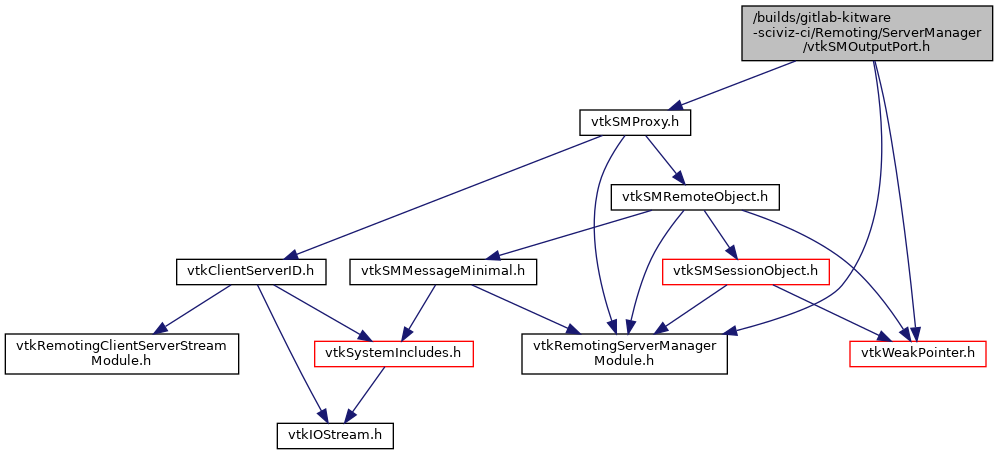 /builds/gitlab-kitware
-sciviz-ci/Remoting/ServerManager
/vtkSMOutputPort.h
vtkSMProxy.h
vtkSMRemoteObject.h
vtkClientServerID.h
vtkSMMessageMinimal.h
vtkSMSessionObject.h
vtkRemotingClientServerStream
Module.h
vtkSystemIncludes.h
vtkRemotingServerManager
Module.h
vtkWeakPointer.h
vtkIOStream.h